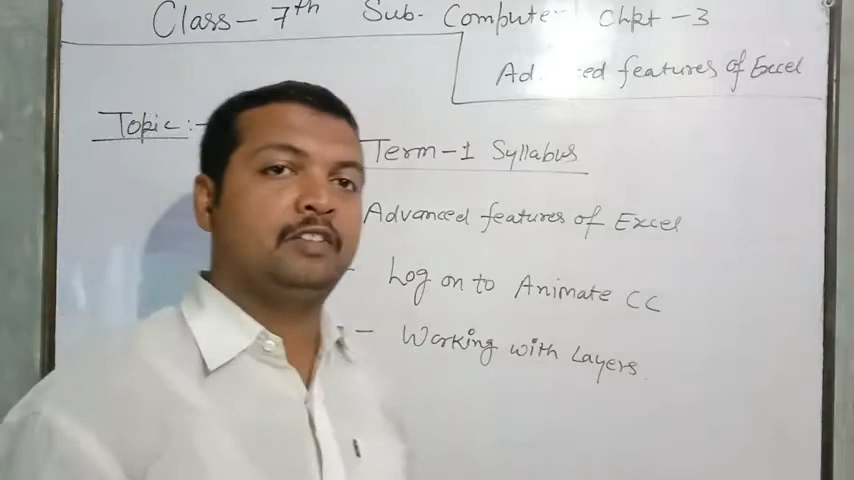 Class - 7th Sub- Compute Chpt - 3
Ad ed features of Excel
Topic :-
Term-1 Syllabus
Advanced features of Excel
- Log on to Animate CC
- Working with Layers.